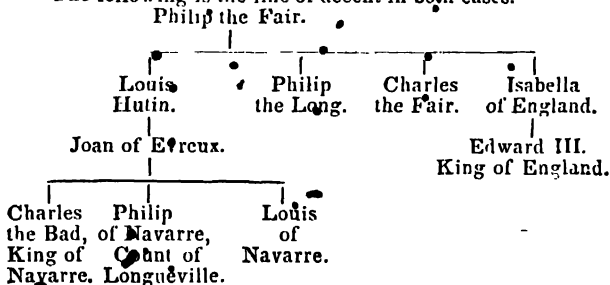 The following is the line of descent in both cases.
Philip the Fair.
Louis Hutin.
Philip the Long.
Charles the Fair.
Isabella of England.
Joan of Evreux.
Edward III. King of England.
Charles the Bad, King of Navarre.
Philip of Navarre, Count of Longuéville.
Louis of Navarre.